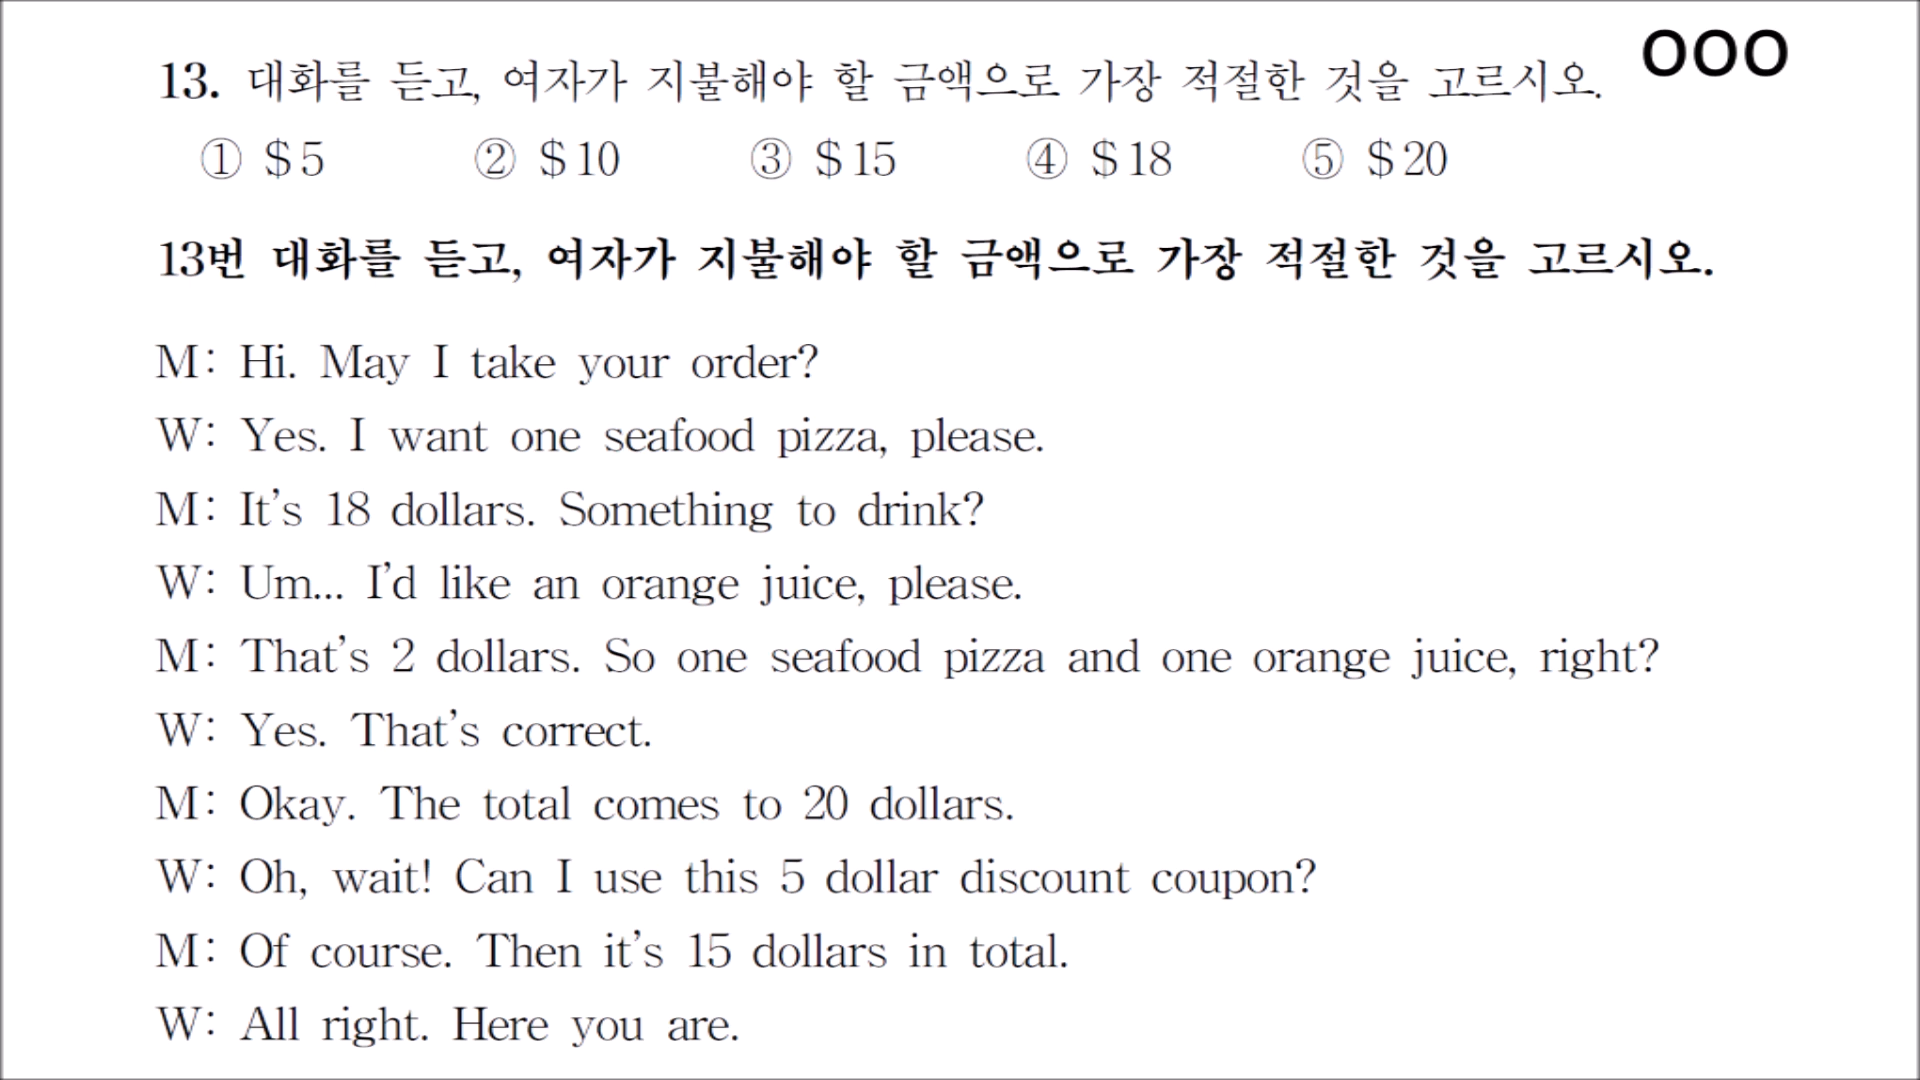 13. 대화를 듣고, 여자가 지불해야 할 금액으로 가장 적절한 것을 고르시오. OOO
① $5 ② $10 ③ $15 ④ $18 ⑤ $20
13번 대화를 듣고, 여자가 지불해야 할 금액으로 가장 적절한 것을 고르시오.
M: Hi. May I take your order?
W: Yes. I want one seafood pizza, please.
M: It's 18 dollars. Something to drink?
W: Um... I'd like an orange juice, please.
M: That's 2 dollars. So one seafood pizza and one orange juice, right?
W: Yes. That's correct.
M: Okay. The total comes to 20 dollars.
W: Oh, wait! Can I use this 5 dollar discount coupon?
M: Of course. Then it's 15 dollars in total.
W: All right. Here you are.